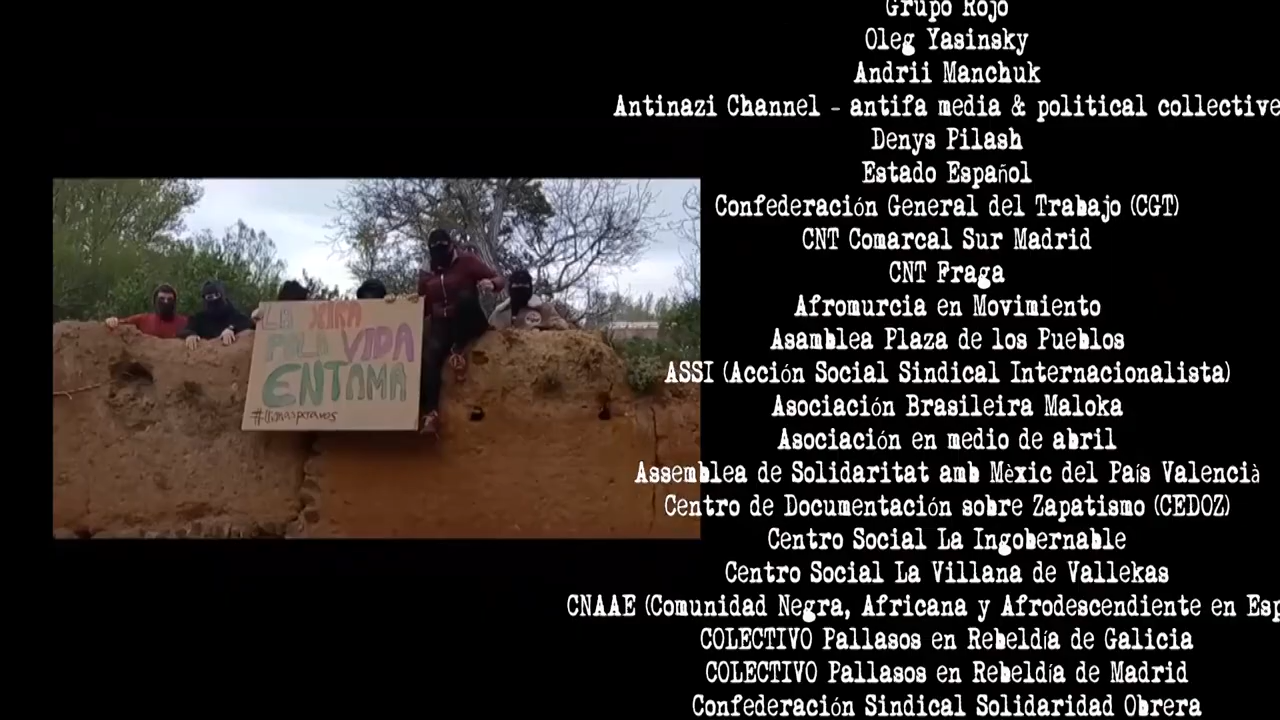 LA XIRA
POLA VIDA
ENTAMA
Grupo Rojo
Oleg Yasinsky
Andrii Manchuk
Antinazi Channel - antifa media & political collective
Denys Pilash
Estado Español
Confederación General del Trabajo (CGT)
CNT Comarcal Sur Madrid
CNT Fraga
Afromurcia en Movimiento
Asamblea Plaza de los Pueblos
ASSI (Acción Social Sindical Internacionalista)
Asociación Brasileira Maloka
Asociación en medio de abril
Assemblea de Solidaritat amb Mèxic del País Valencià
Centro de Documentación sobre Zapatismo (CEDOZ)
Centro Social La Ingobernable
Centro Social La Villana de Vallekas
CNAAE (Comunidad Negra, Africana y Afrodescendiente en Esp
COLECTIVO Pallasos en Rebeldía de Galicia
COLECTIVO Pallasos en Rebeldía de Madrid
Confederación Sindical Solidaridad Obrera